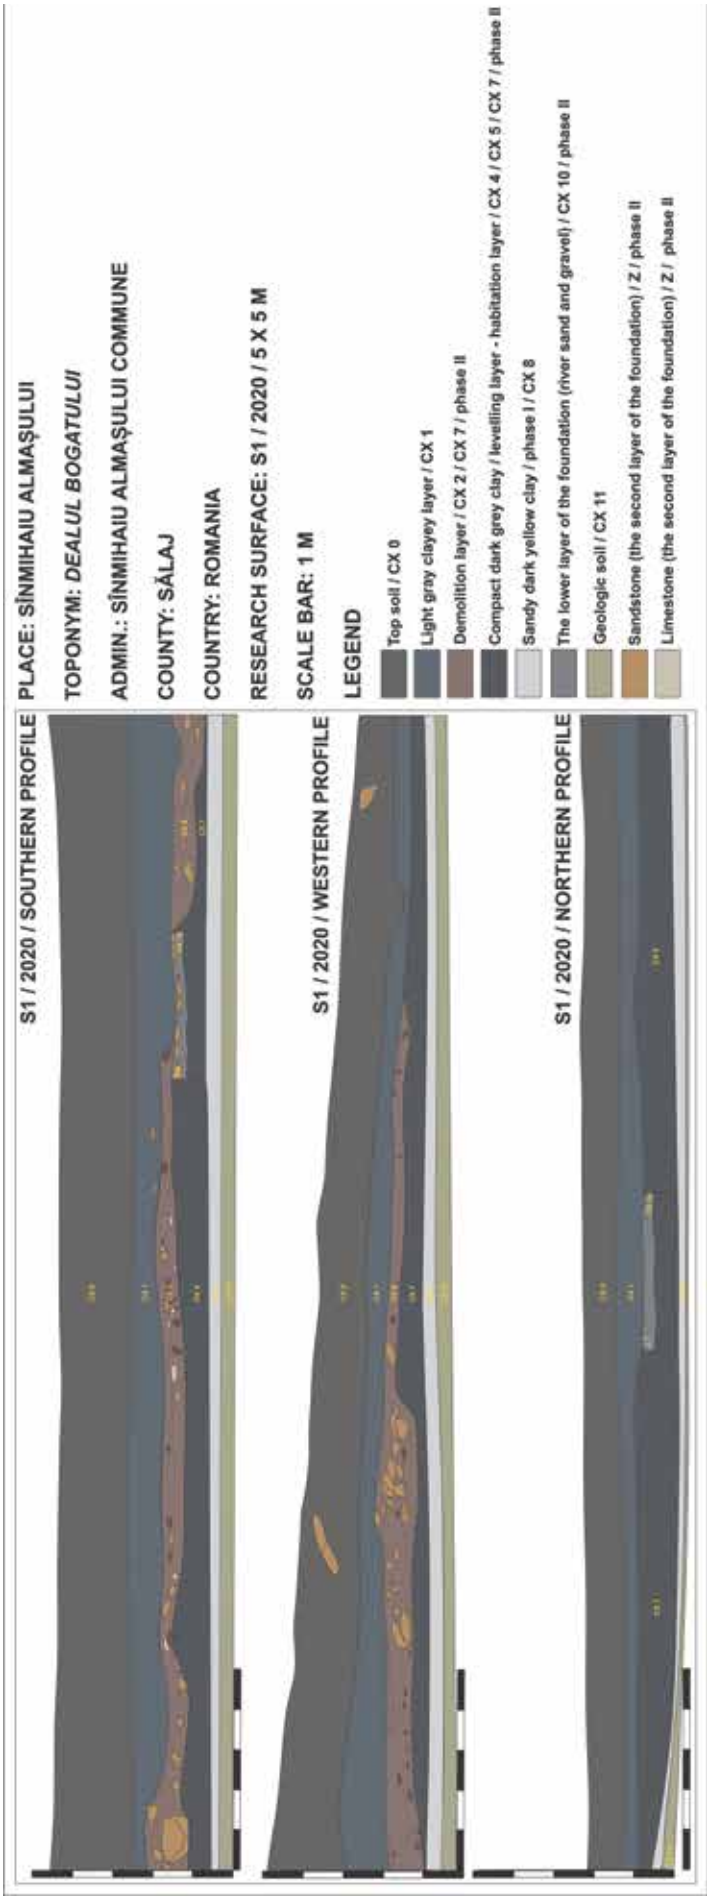 PLACE: SÎNMIHAIU ALMAȘULUI
TOPONYM: DEALUL BOGATULUI
ADMIN.: SÎNMIHAIU ALMAȘULUI COMMUNE
COUNTY: SĂLAJ
COUNTRY: ROMANIA
RESEARCH SURFACE: S1 / 2020 / 5 X 5 M
SCALE BAR: 1 M
LEGEND
Top soil / CX 0
Light gray clayey layer / CX 1
Demolition layer / CX 2 / CX 7 / phase II
Compact dark grey clay / levelling layer - habitation layer / CX 4 / CX 5 / CX 7 / phase II
Sandy dark yellow clay / phase I / CX 8
The lower layer of the foundation (river sand and gravel) / CX 10 / phase II
Geologic soil / CX 11
Sandstone (the second layer of the foundation) / Z / phase II
Limestone (the second layer of the foundation) / Z / phase II
S1 / 2020 / SOUTHERN PROFILE
S1 / 2020 / WESTERN PROFILE
S1 / 2020 / NORTHERN PROFILE